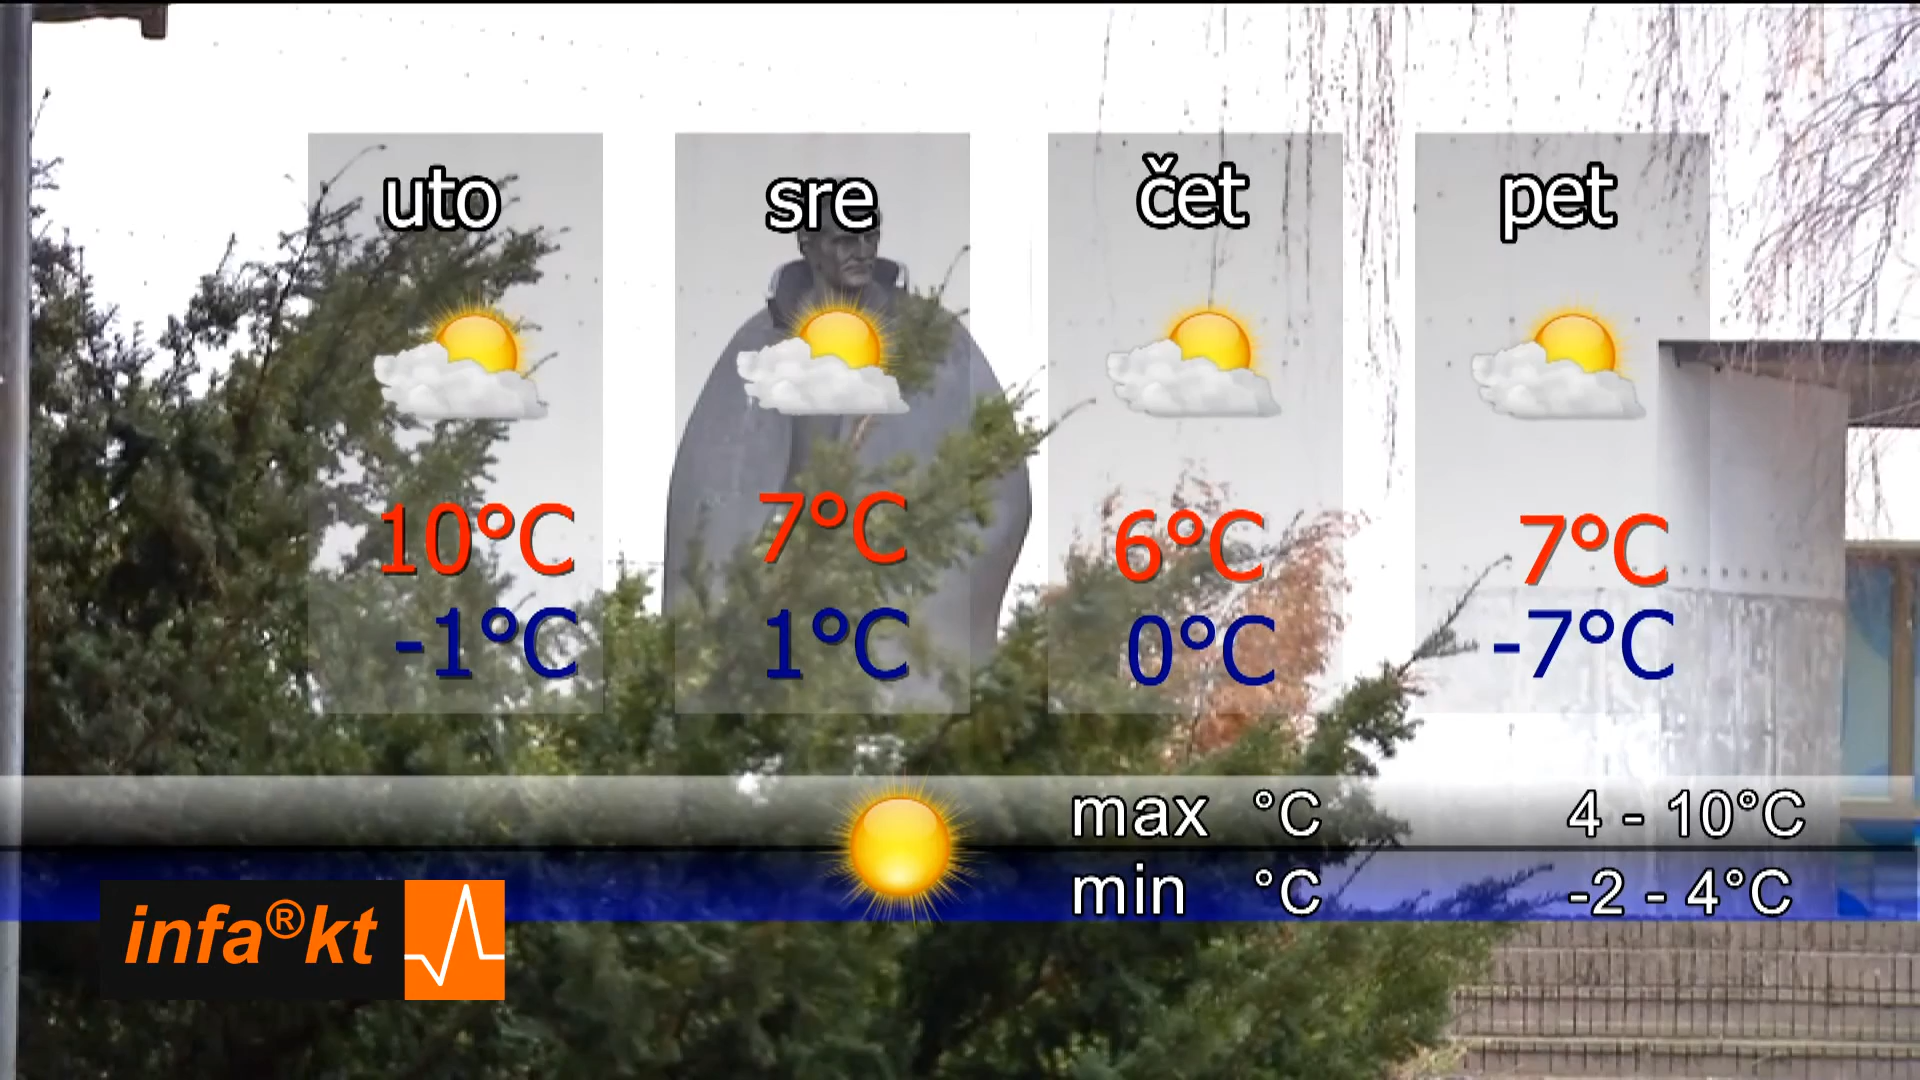 uto
sre
čet
pet
10°C
7°C
6°C
7°C
-1°C
1°C
0°C
-7°C
max °C 4 - 10°C
min °C -2 - 4°C
infa®kt